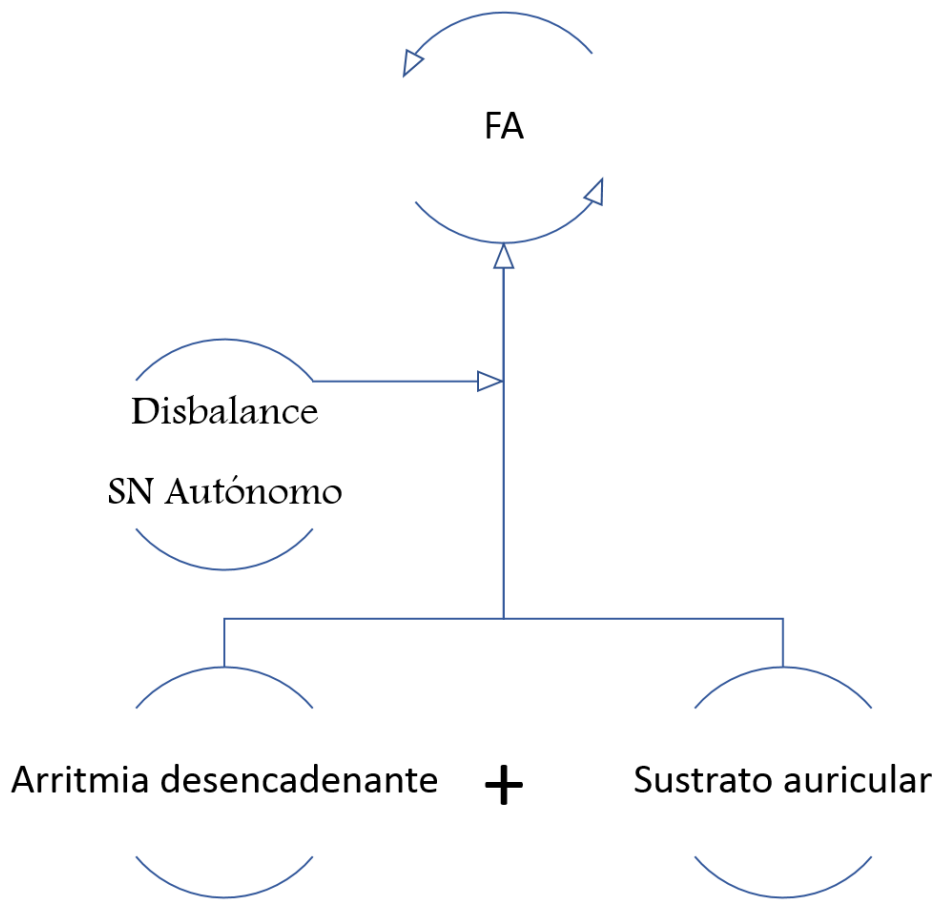 FA
Disbalance
SN Autónomo
Arritmia desencadenante + Sustrato auricular